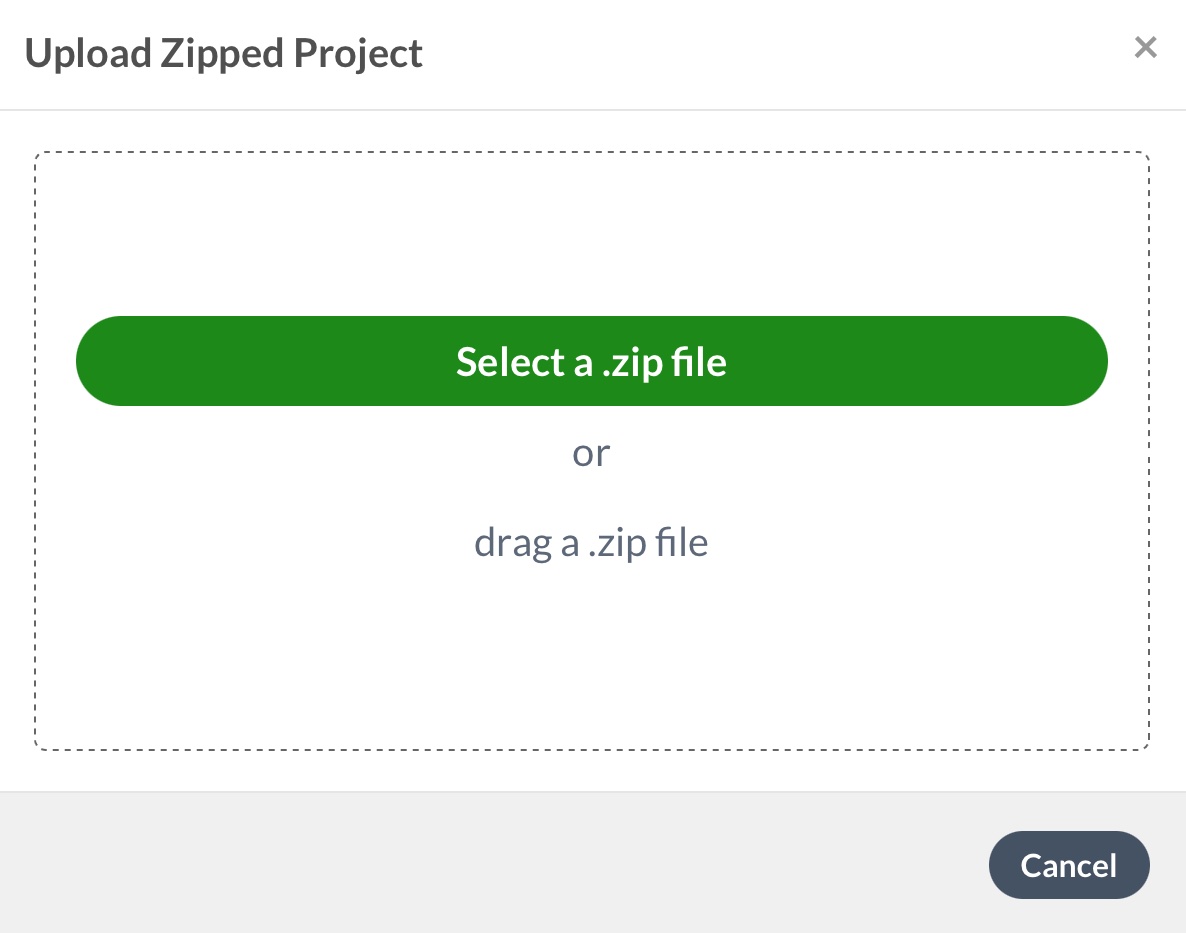 Upload Zipped Project
×
Select a .zip file
or
drag a .zip file
Cancel